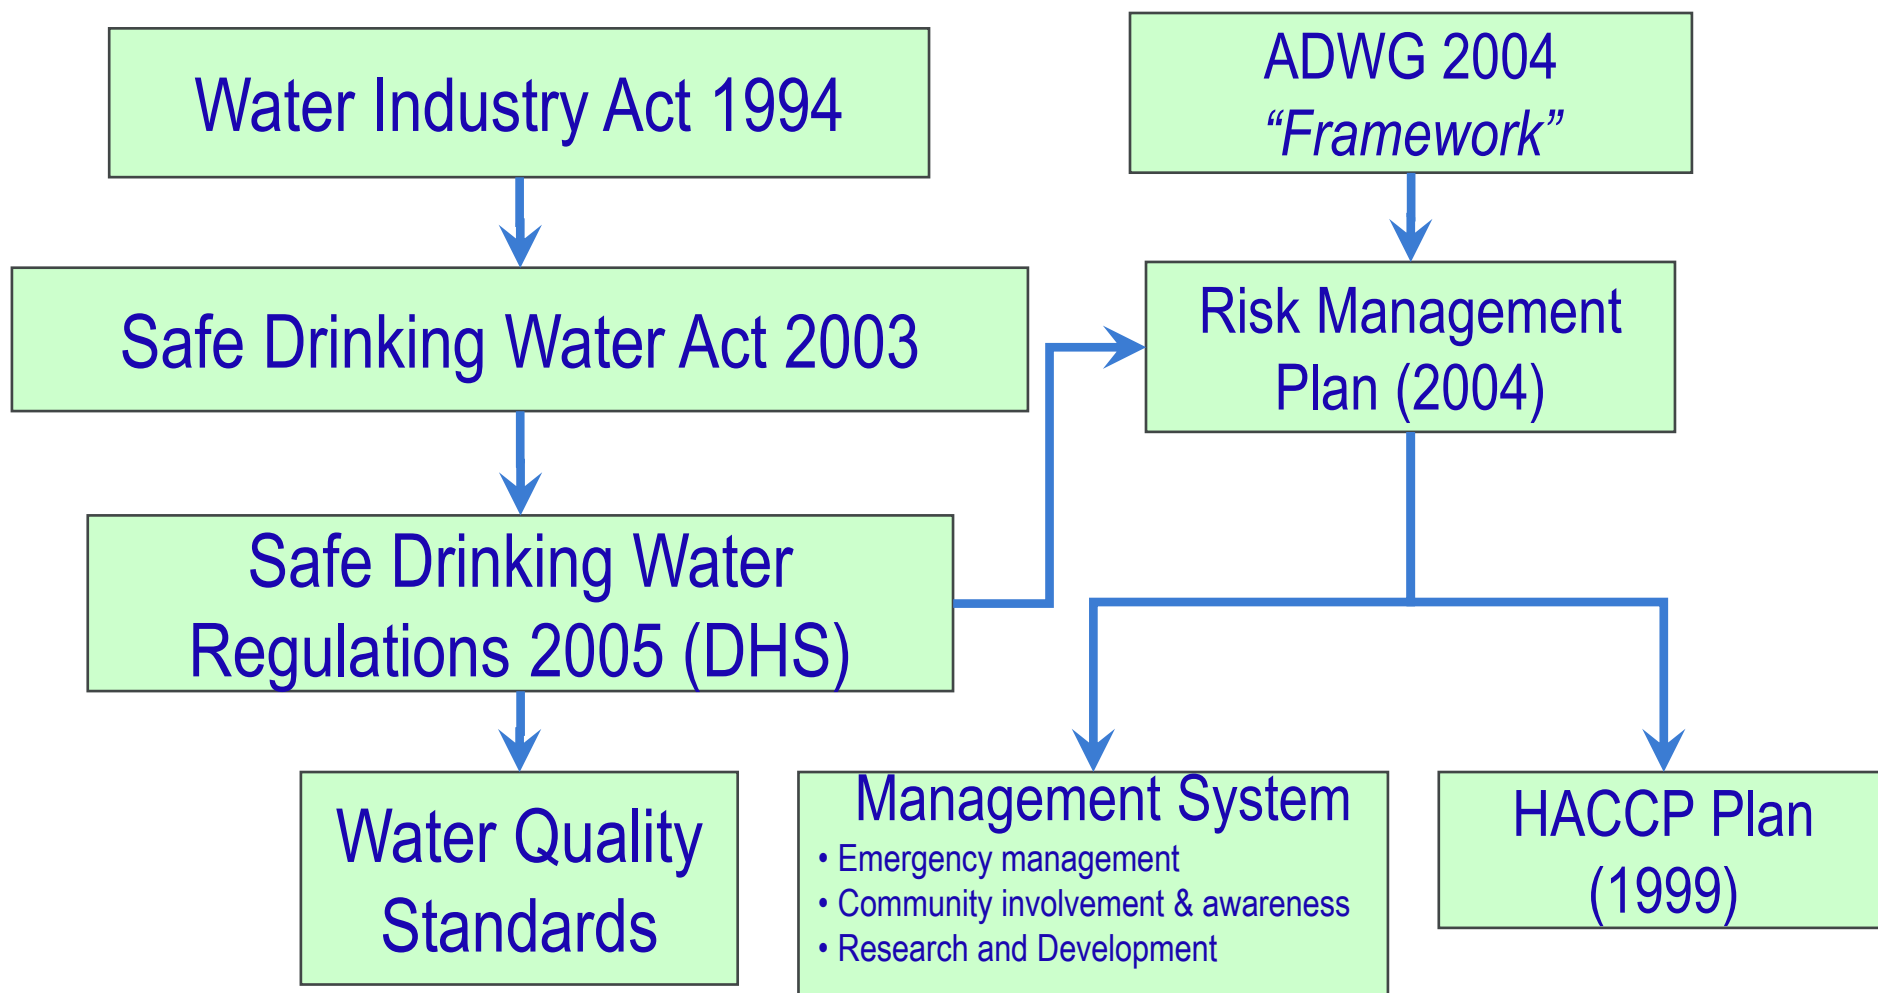 Water Industry Act 1994
ADWG 2004
“Framework”
Safe Drinking Water Act 2003
Risk Management
Plan (2004)
Safe Drinking Water
Regulations 2005 (DHS)
Water Quality
Standards
Management System
• Emergency management
• Community involvement & awareness
• Research and Development
HACCP Plan
(1999)